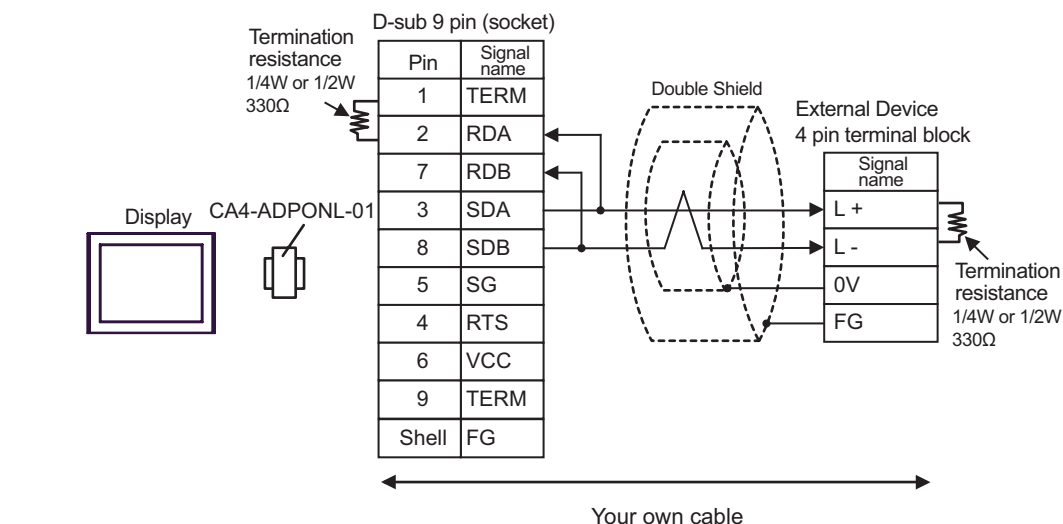 D-sub 9 pin (socket)
Termination
resistance
1/4W or 1/2W
330Ω
Pin
Signal
name
1 TERM
2 RDA
7 RDB
3 SDA
8 SDB
5 SG
4 RTS
6 VCC
9 TERM
Shell FG
Display
CA4-ADPONL-01
Double Shield
External Device
4 pin terminal block
Signal
name
L +
L -
0V
FG
Termination
resistance
1/4W or 1/2W
330Ω
Your own cable